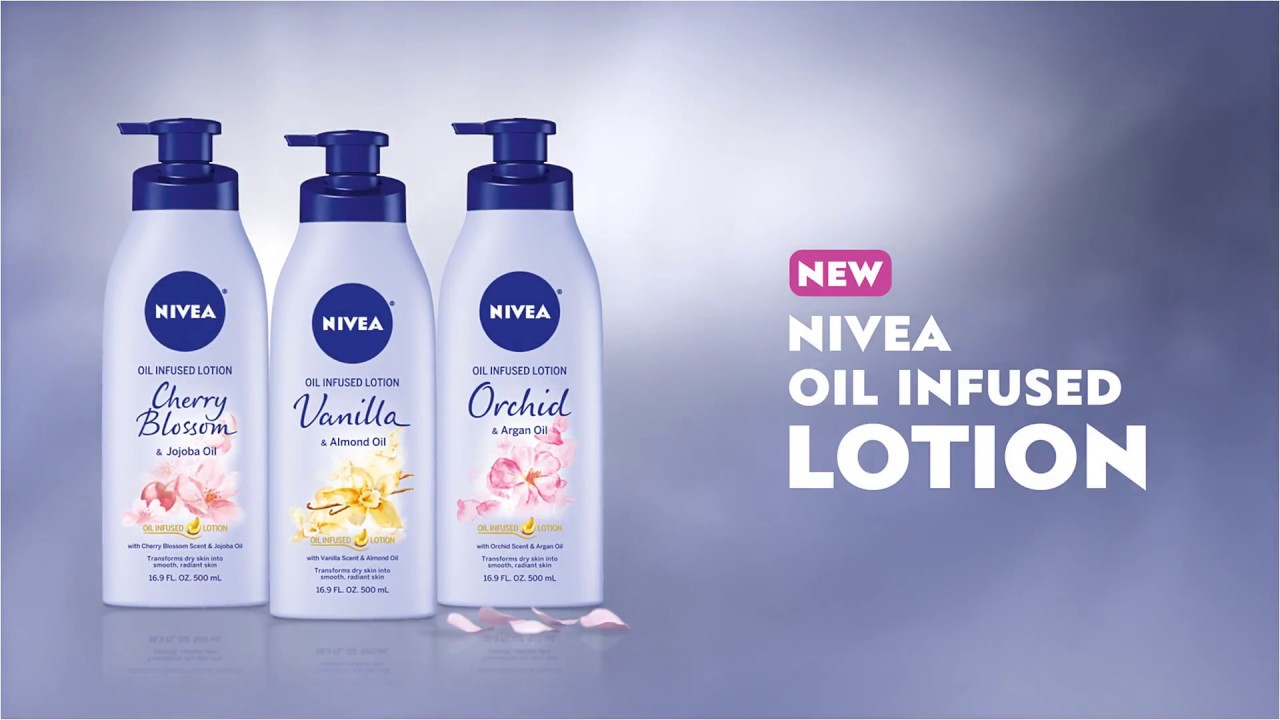 NIVEA
OIL INFUSED LOTION
Cherry
Blossom
& Jojoba Oil
OIL INFUSED LOTION
with Cherry Blossom Scent & Jojoba Oil
Transforms dry skin into
smooth, radiant skin
16.9 FL. OZ. 500 mL
NIVEA
OIL INFUSED LOTION
Vanilla
& Almond Oil
OIL INFUSED LOTION
with Vanilla Scent & Almond Oil
Transforms dry skin into
smooth, radiant skin
16.9 FL. OZ. 500 mL
NIVEA
OIL INFUSED LOTION
Orchid
& Argan Oil
OIL INFUSED LOTION
with Orchid Scent & Argan Oil
Transforms dry skin into
smooth, radiant skin
16.9 FL. OZ. 500 mL
NEW
NIVEA
OIL INFUSED
LOTION